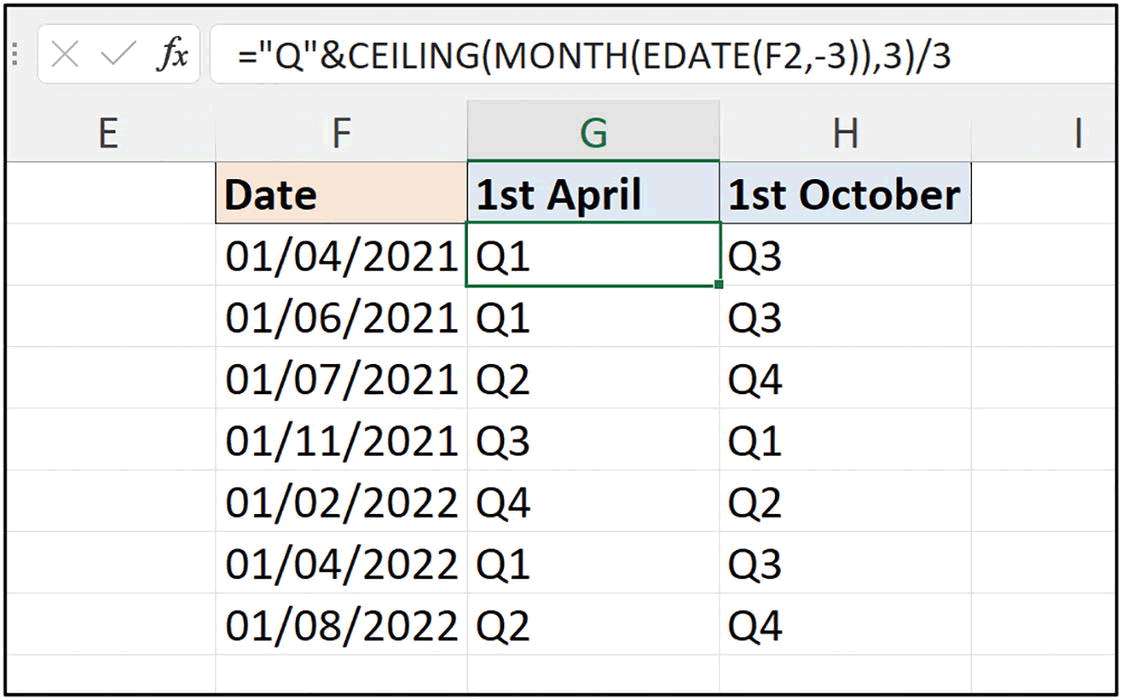 fx ="Q"&CEILING(MONTH(EDATE(F2,-3)),3)/3
E F G H I
Date 1st April 1st October
01/04/2021 Q1 Q3
01/06/2021 Q1 Q3
01/07/2021 Q2 Q4
01/11/2021 Q3 Q1
01/02/2022 Q4 Q2
01/04/2022 Q1 Q3
01/08/2022 Q2 Q4